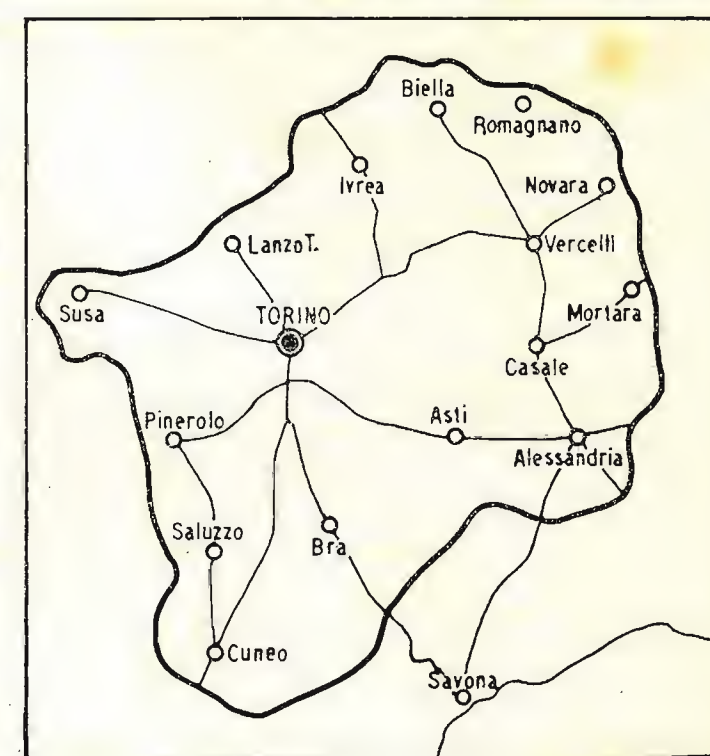 Biella
Romagnano
Ivrea
Novara
Lanzo T.
Vercelli
Susa
TORINO
Mortara
Casale
Pinerolo
Asti
Alessandria
Saluzzo
Bra
Cuneo
Savona